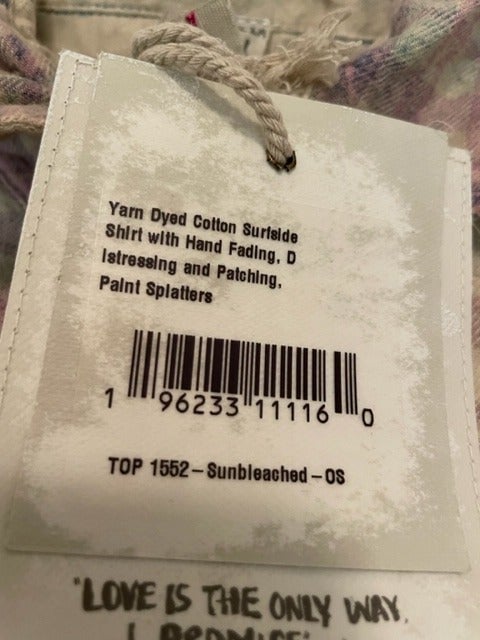 Yarn Dyed Cotton Surfside
Shirt with Hand Fading, D
istressing and Patching,
Paint Splatters
1 96233 11116 0
TOP 1552-Sunbleached-OS
"LOVE IS THE ONLY WAY.
I PROMISE"